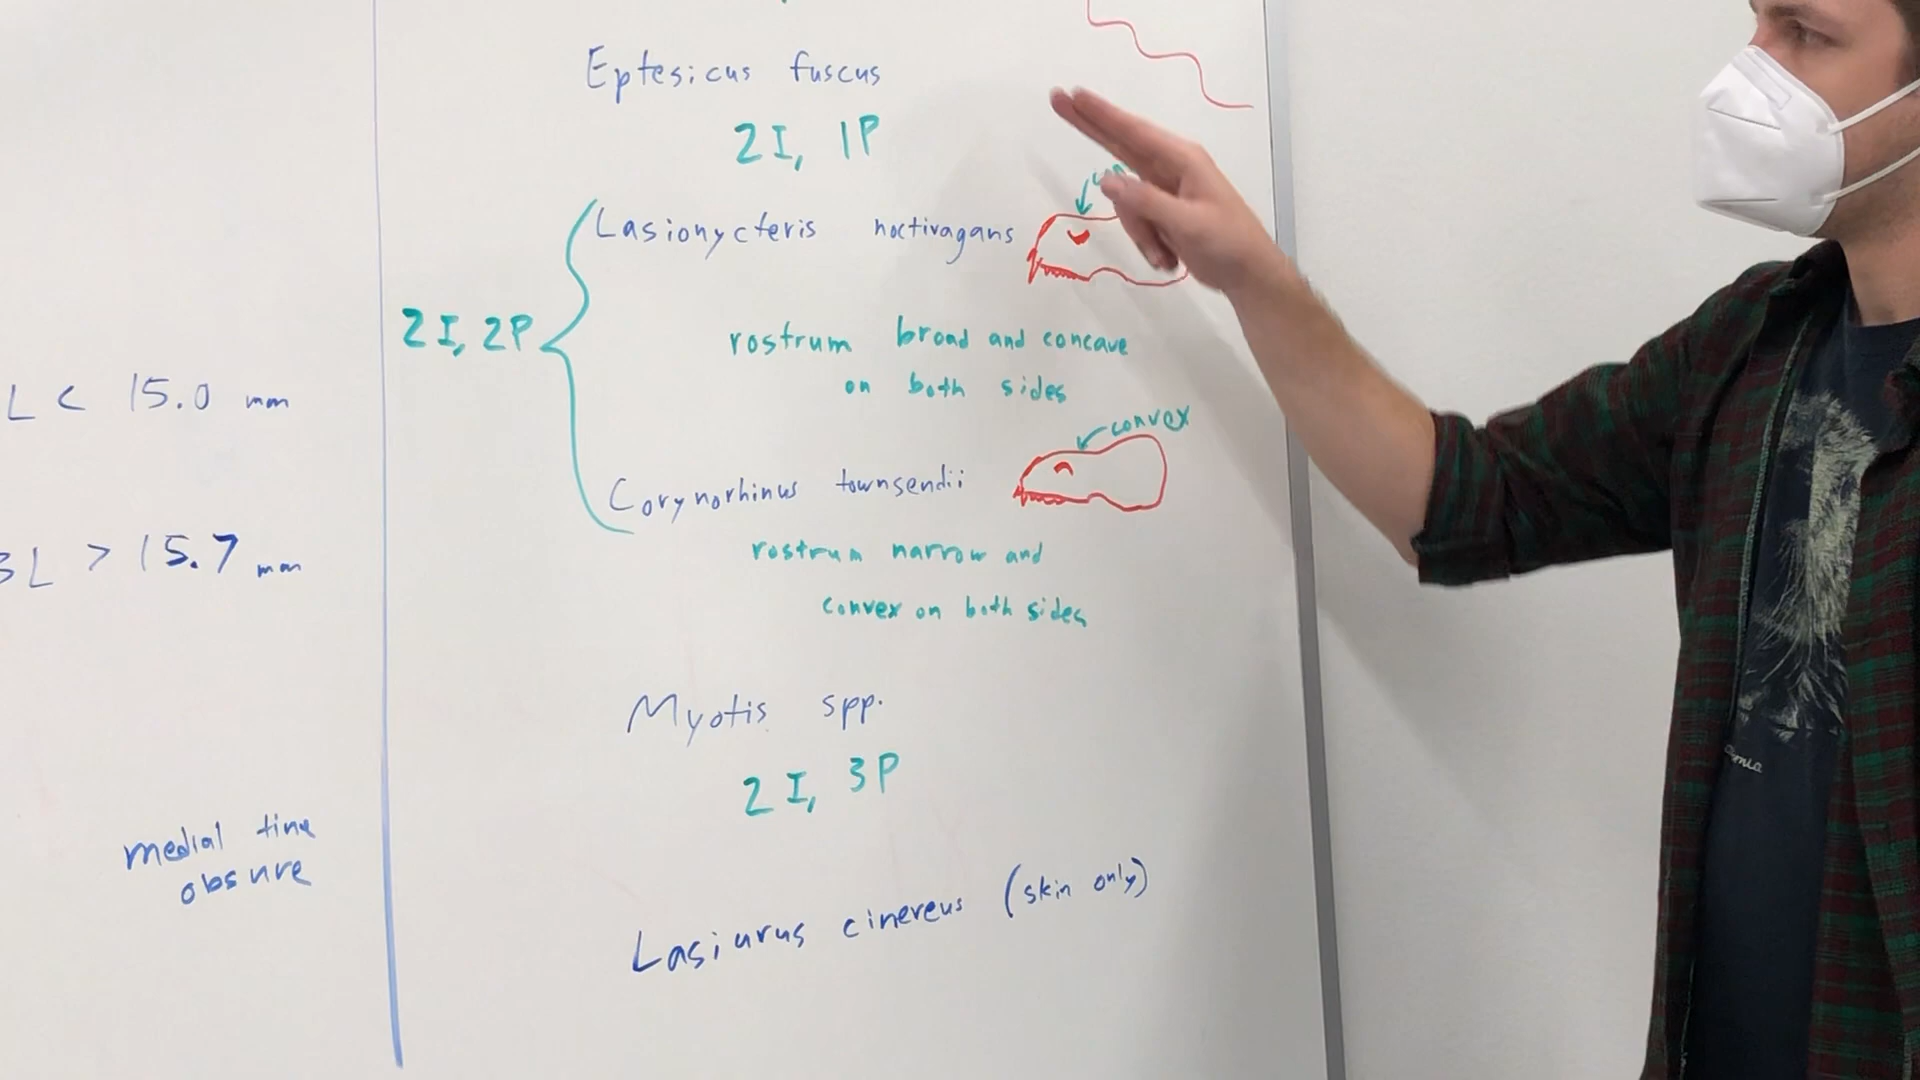 L < 15.0 mm
BL > 15.7 mm
medial tine
obsure
Eptesicus fuscus
2I, 1P
2I, 2P
Lasionycteris noctivagans
rostrum broad and concave
on both sides
convex
Corynorhinus townsendii
rostrum narrow and
convex on both sides
Myotis spp.
2I, 3P
Lasiurus cinereus (skin only)